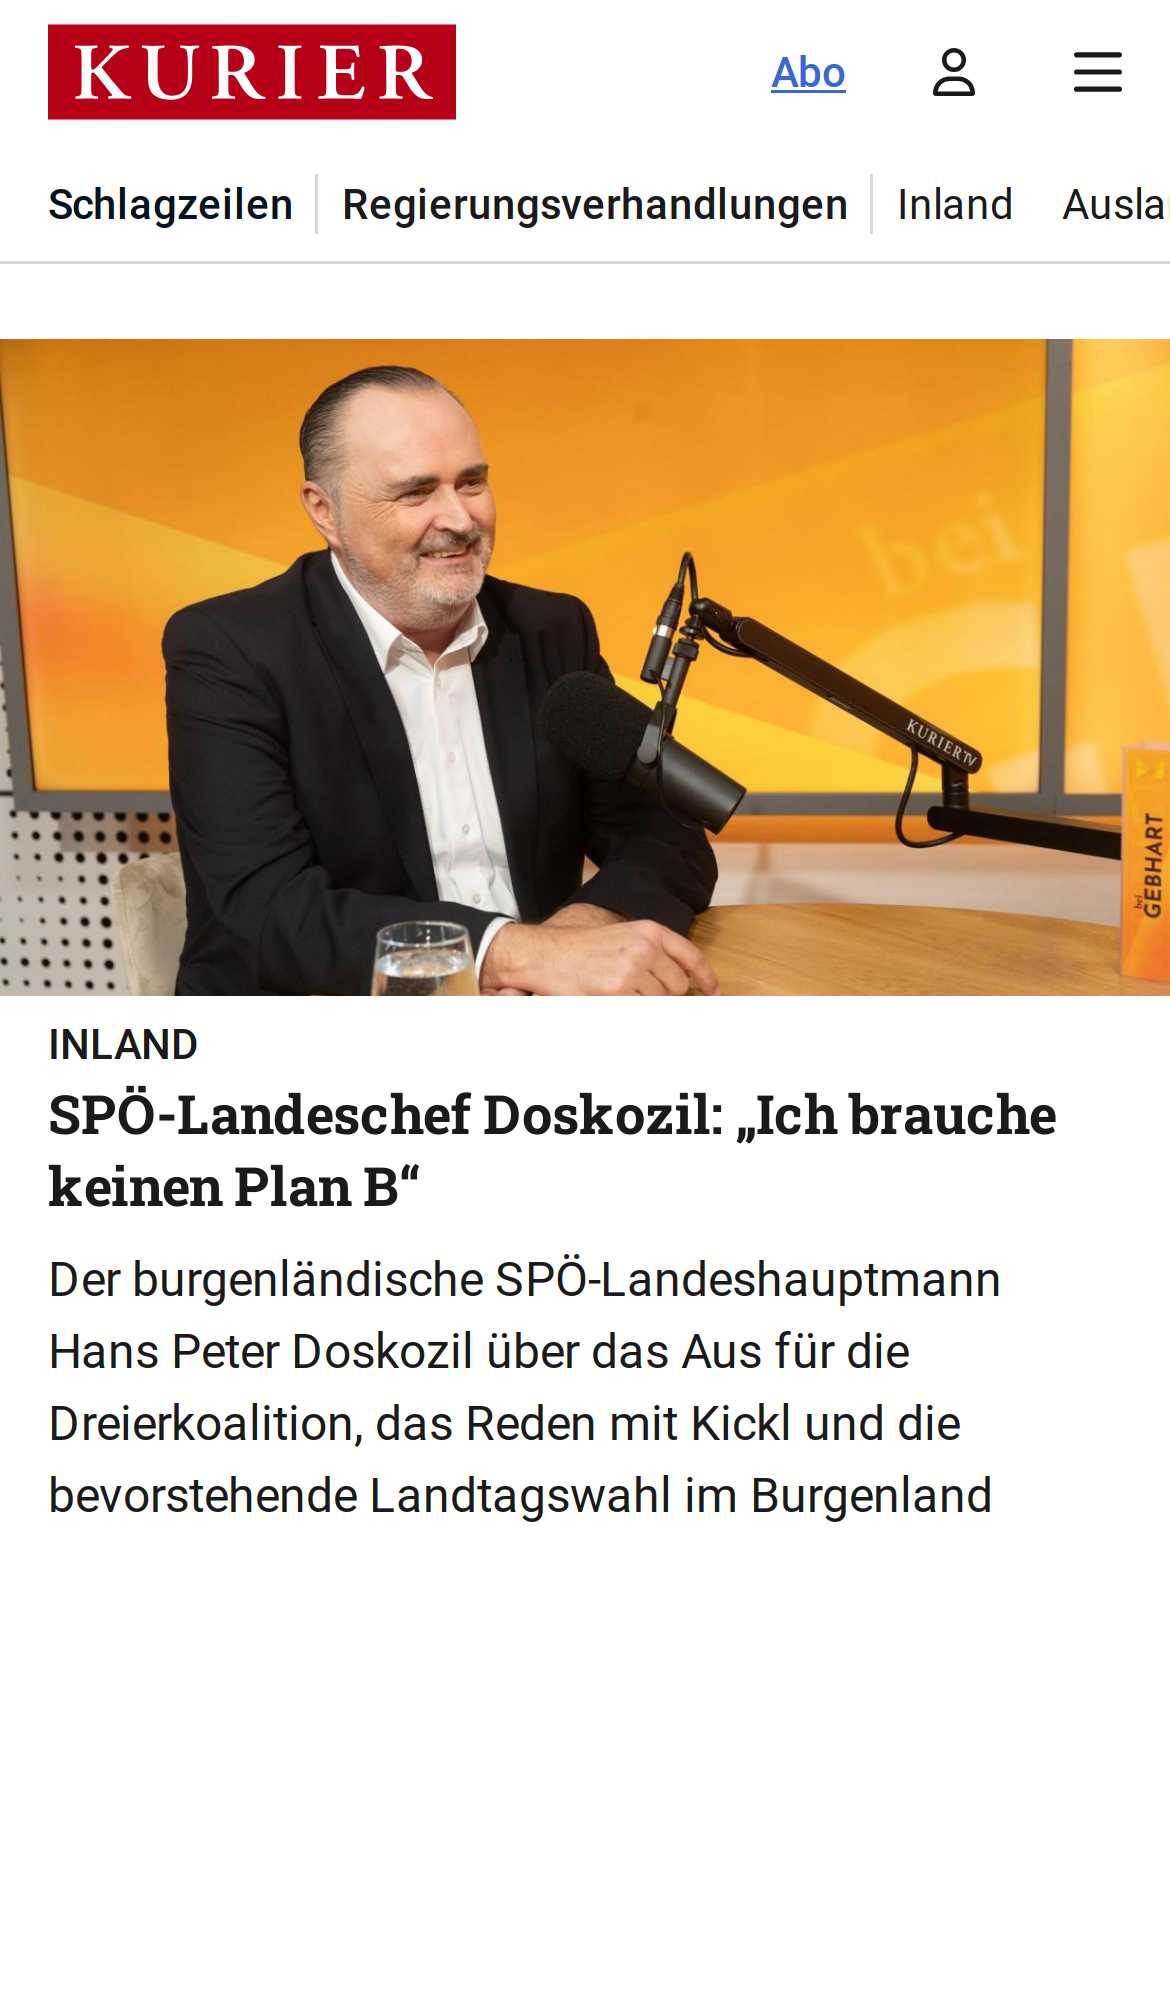 KURIER
Abo
Schlagzeilen
Regierungsverhandlungen
Inland
bei
KURIER TV
bei
GEBHART
INLAND
SPÖ-Landeschef Doskozil: „Ich brauche
keinen Plan B“
Der burgenländische SPÖ-Landeshauptmann
Hans Peter Doskozil über das Aus für die
Dreierkoalition, das Reden mit Kickl und die
bevorstehende Landtagswahl im Burgenland